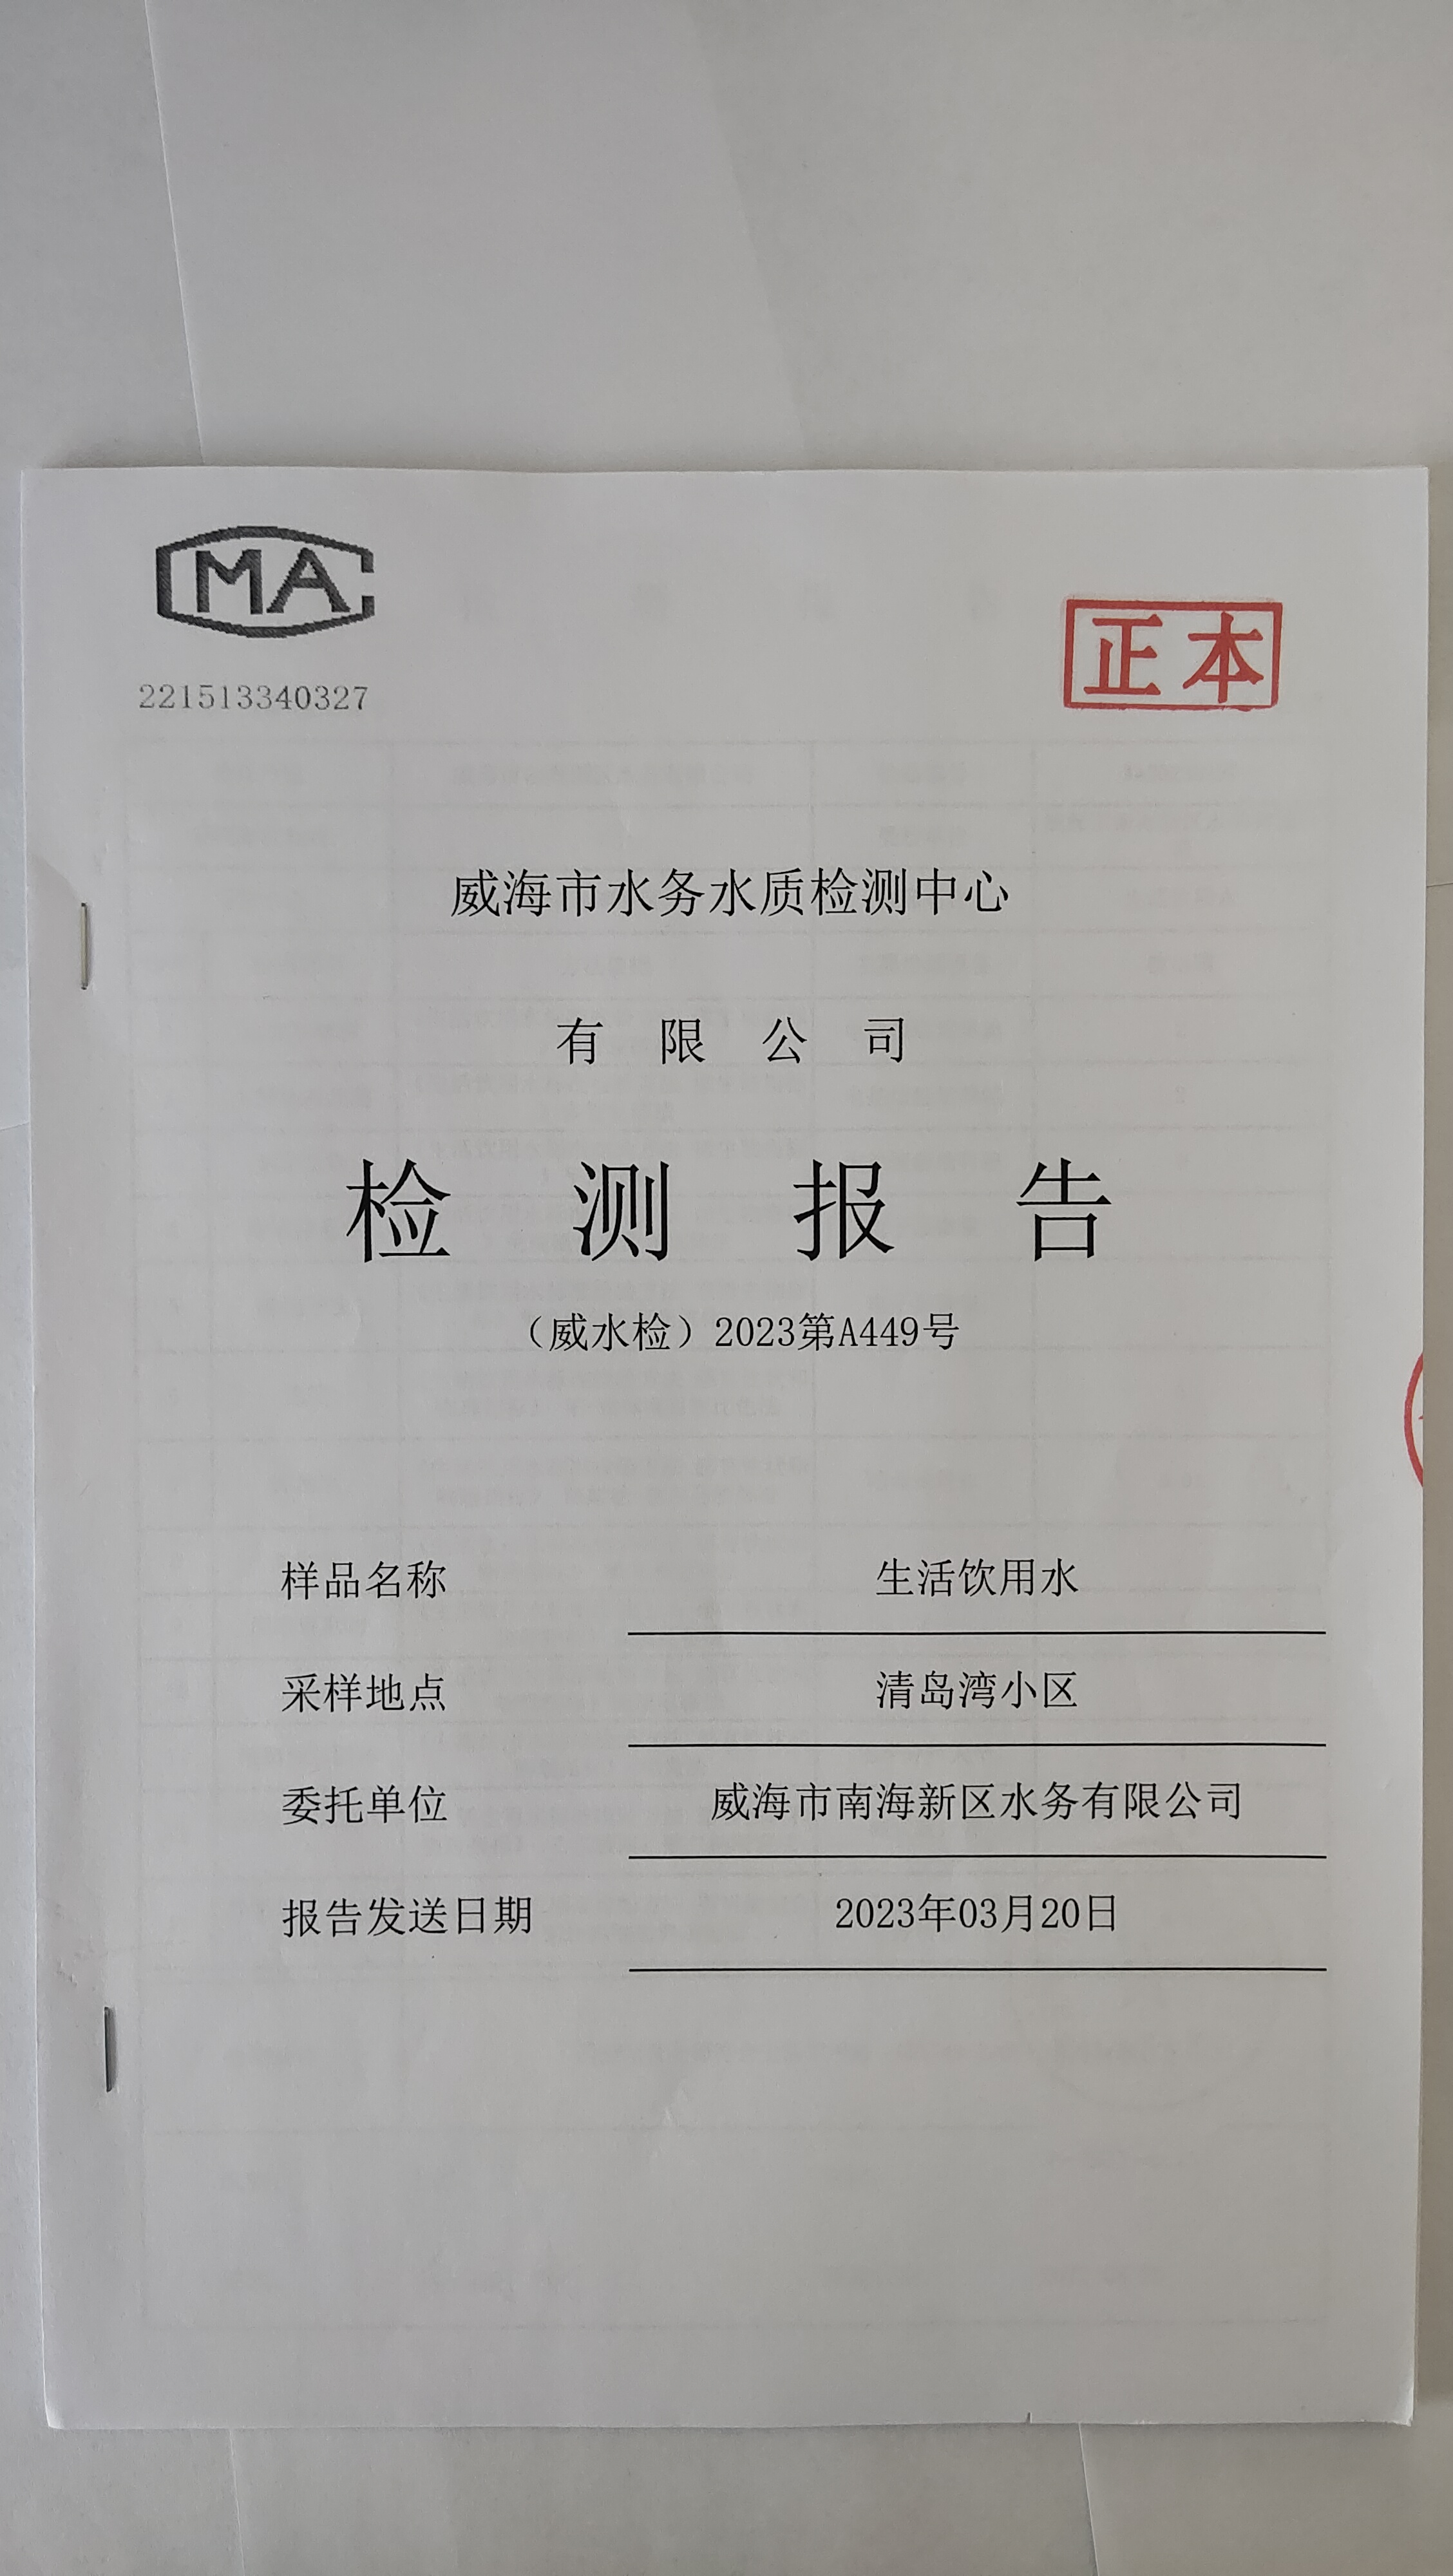 CMA
正本
221513340327
威海市水务水质检测中心
有限公司
检测报告
（威水检）2023第A449号
样品名称 生活饮用水
采样地点 清岛湾小区
委托单位 威海市南海新区水务有限公司
报告发送日期 2023年03月20日